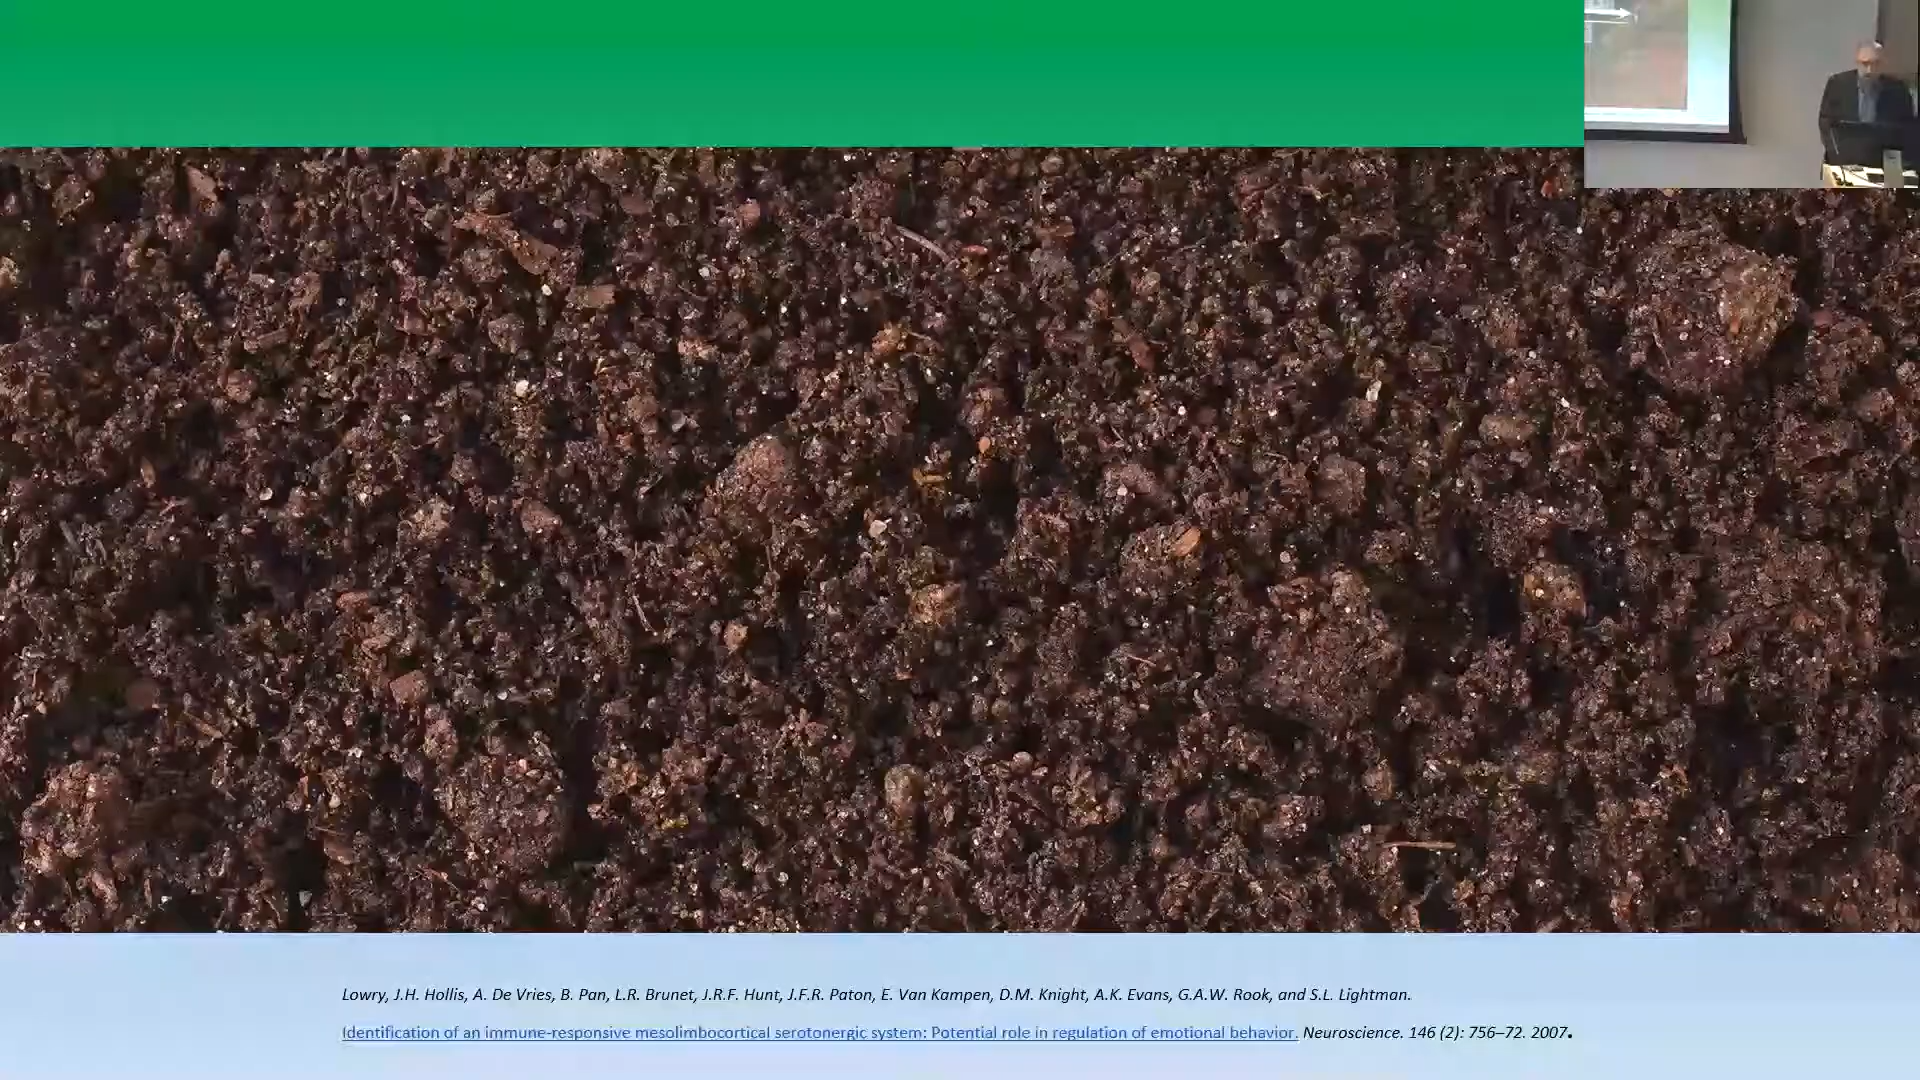 Lowry, J.H. Hollis, A. De Vries, B. Pan, L.R. Brunet, J.R.F. Hunt, J.F.R. Paton, E. Van Kampen, D.M. Knight, A.K. Evans, G.A.W. Rook, and S.L. Lightman.
Identification of an immune-responsive mesolimbocortical serotonergic system: Potential role in regulation of emotional behavior. Neuroscience. 146 (2): 756–72. 2007.